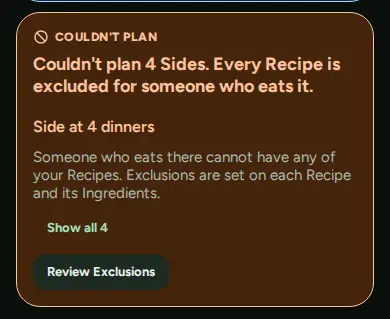 COULDN'T PLAN
Couldn't plan 4 Sides. Every Recipe is
excluded for someone who eats it.
Side at 4 dinners
Someone who eats there cannot have any of
your Recipes. Exclusions are set on each Recipe
and its Ingredients.
Show all 4
Review Exclusions